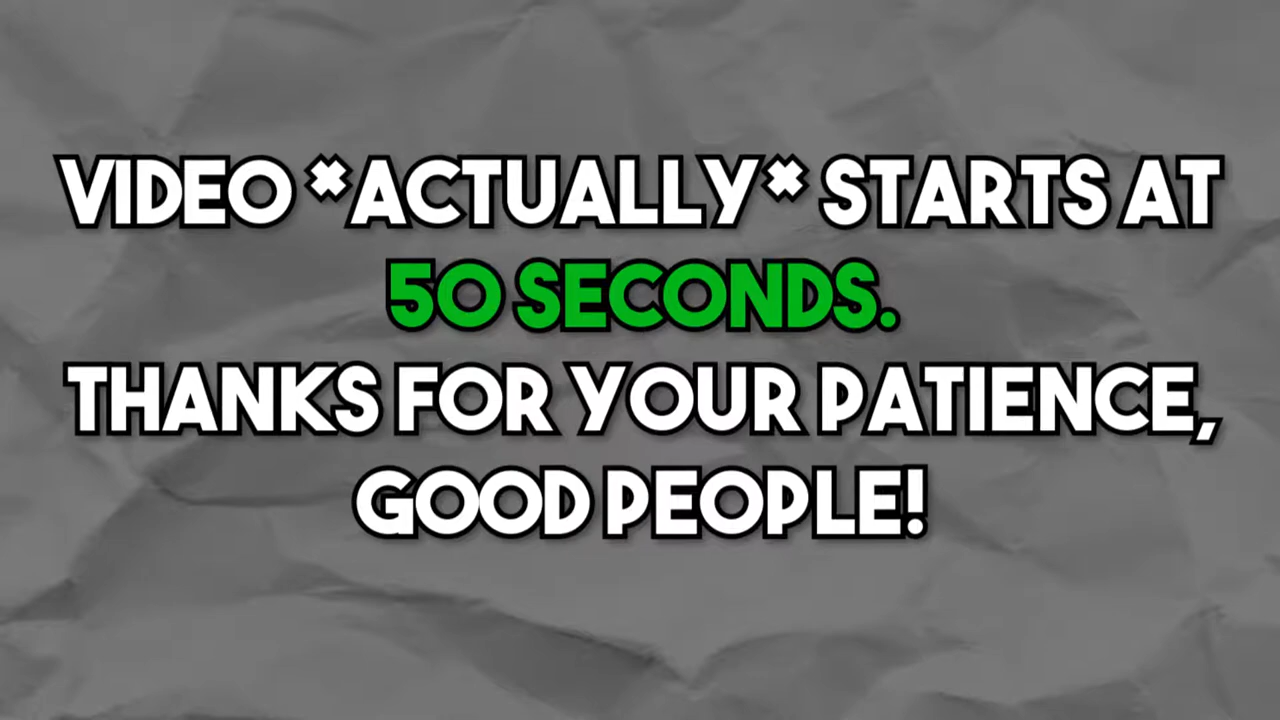 VIDEO *ACTUALLY* STARTS AT
50 SECONDS.
THANKS FOR YOUR PATIENCE,
GOOD PEOPLE!